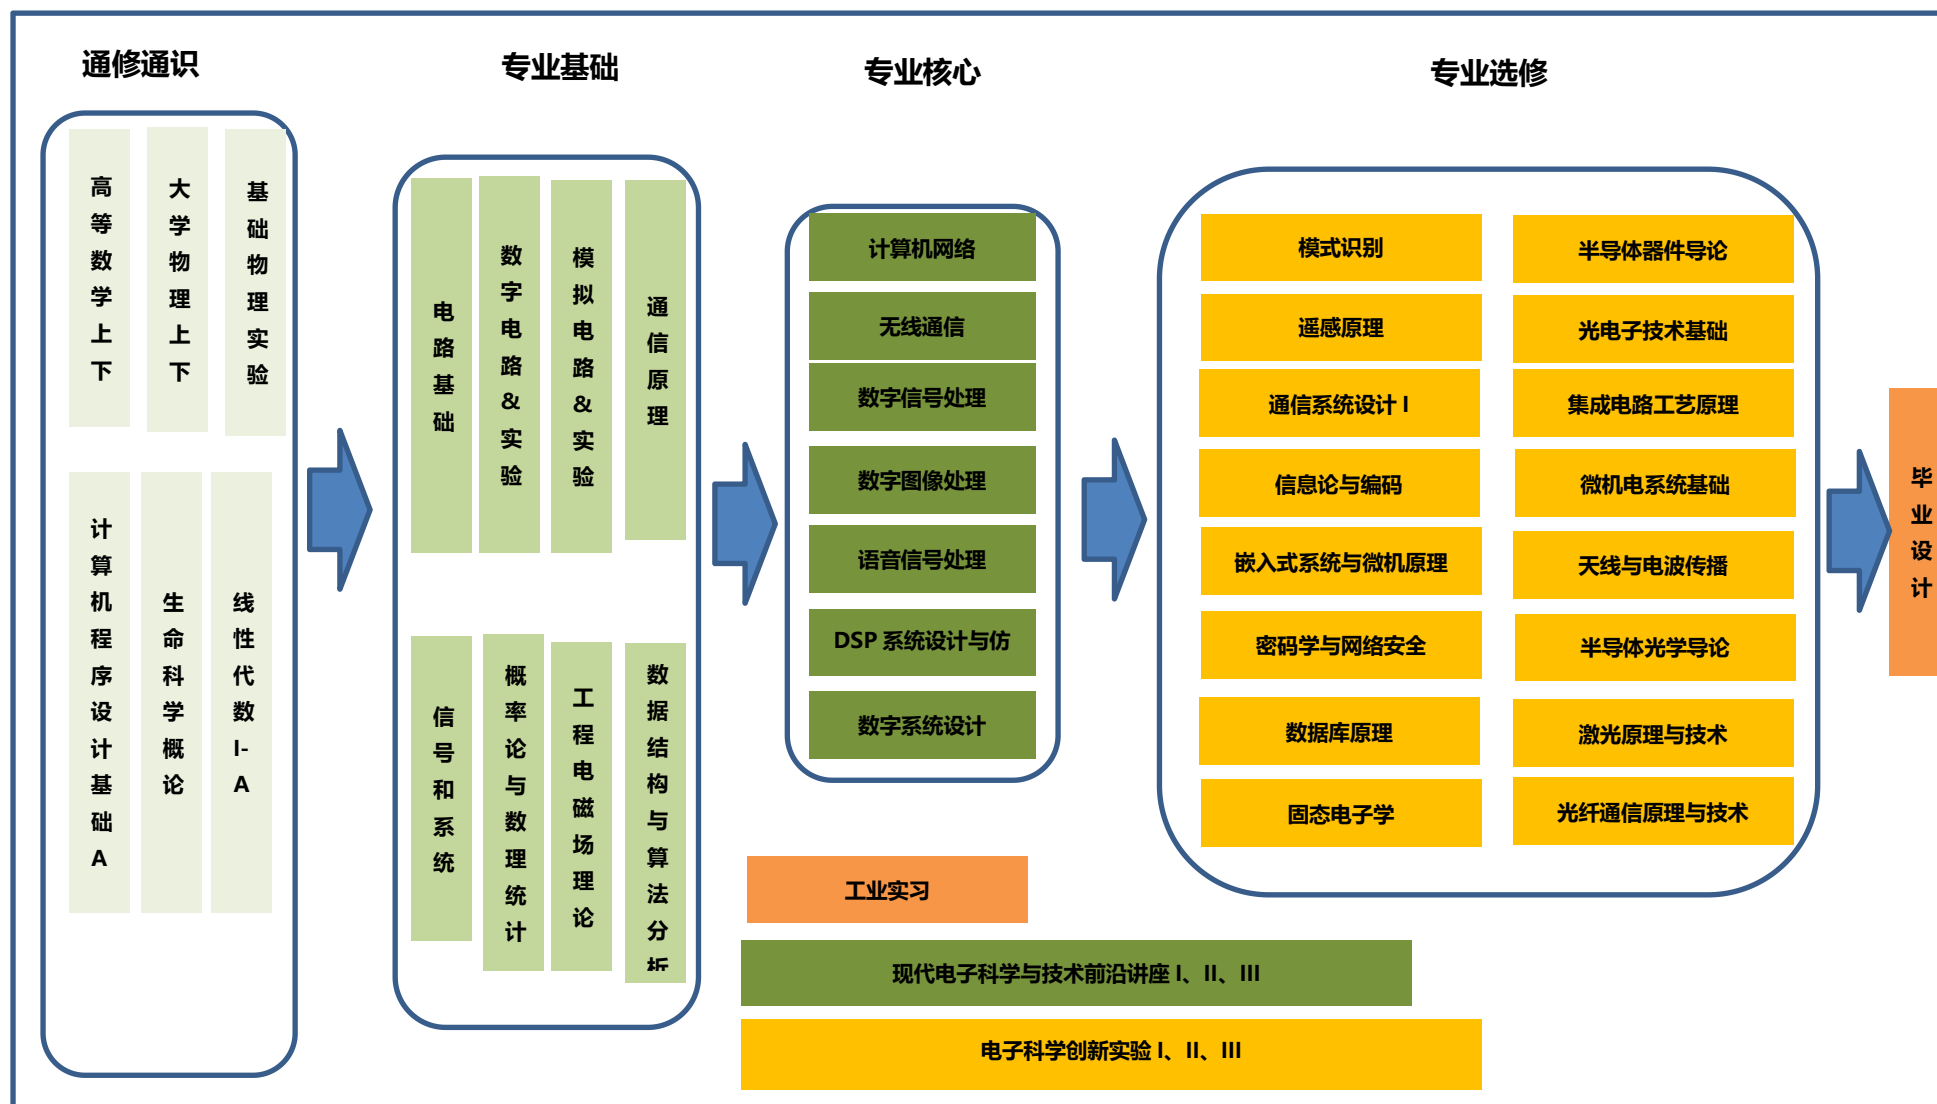 通修通识
高等数学上下
大学物理上下
基础物理实验
计算机程序设计基础A
生命科学概论
线性代数I-A
专业基础
电路基础
数字电路&实验
模拟电路&实验
通信原理
信号和系统
概率论与数理统计
工程电磁场理论
数据结构与算法分析
专业核心
计算机网络
无线通信
数字信号处理
数字图像处理
语音信号处理
DSP 系统设计与仿
数字系统设计
专业选修
模式识别
半导体器件导论
遥感原理
光电子技术基础
通信系统设计 I
集成电路工艺原理
信息论与编码
微机电系统基础
嵌入式系统与微机原理
天线与电波传播
密码学与网络安全
半导体光学导论
数据库原理
激光原理与技术
固态电子学
光纤通信原理与技术
毕业设计
工业实习
现代电子科学与技术前沿讲座 I、II、III
电子科学创新实验 I、II、III